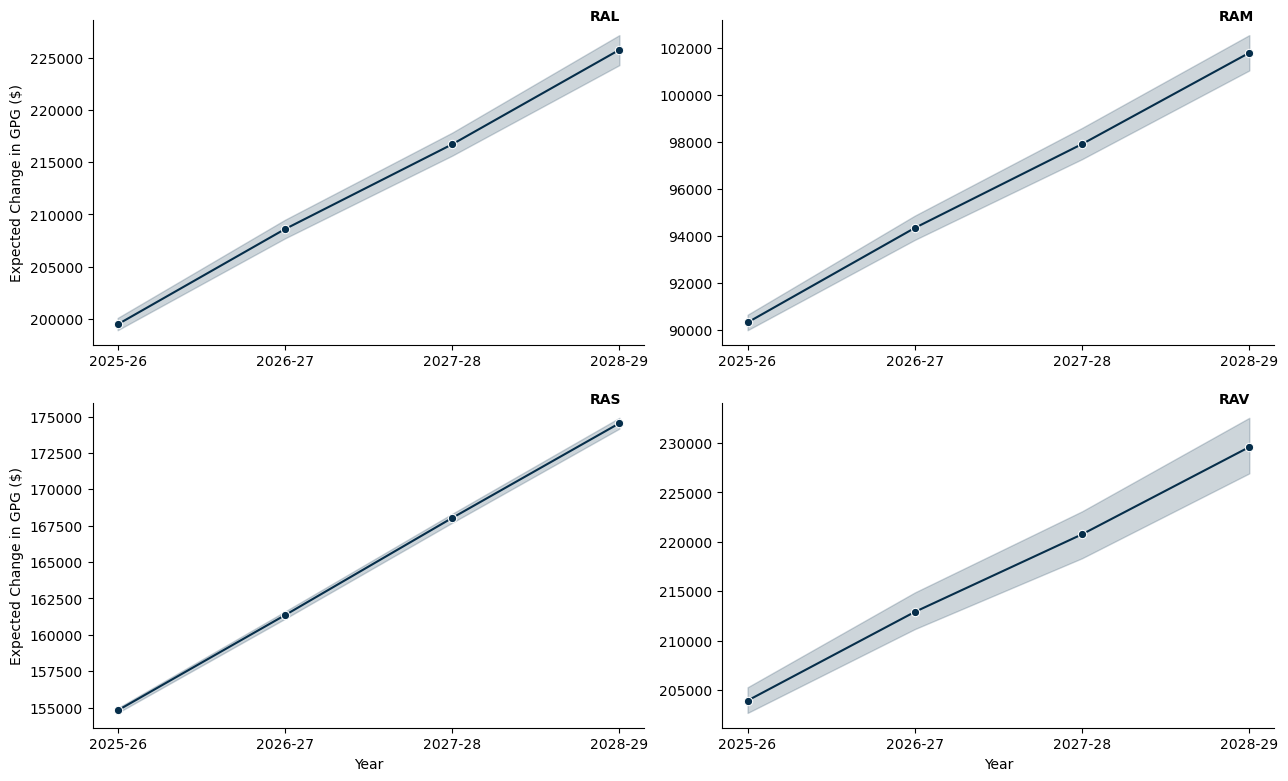 RAL
Expected Change in GPG ($)
225000
220000
215000
210000
205000
200000
2025-26 2026-27 2027-28 2028-29
RAM
102000
100000
98000
96000
94000
92000
90000
2025-26 2026-27 2027-28 2028-29
RAS
Expected Change in GPG ($)
175000
172500
170000
167500
165000
162500
160000
157500
155000
2025-26 2026-27 2027-28 2028-29
Year
RAV
230000
225000
220000
215000
210000
205000
2025-26 2026-27 2027-28 2028-29
Year